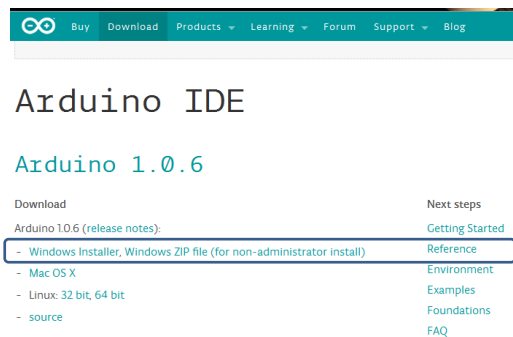 Buy Download Products Learning Forum Support Blog
Arduino IDE
Arduino 1.0.6
Download
Arduino 1.0.6 (release notes):
- Windows Installer, Windows ZIP file (for non-administrator install)
- Mac OS X
- Linux: 32 bit, 64 bit
- source
Next steps
Getting Started
Reference
Environment
Examples
Foundations
FAQ